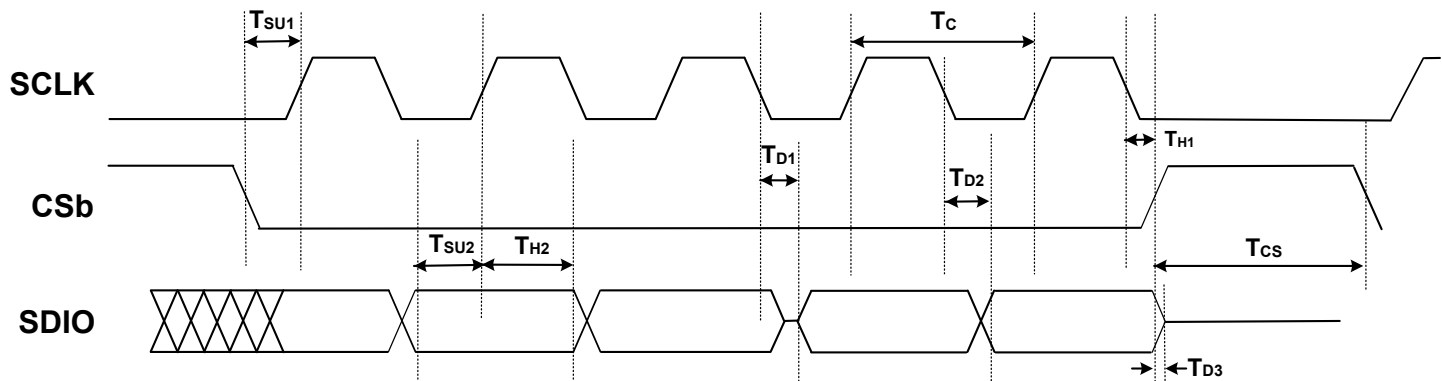 TSU1
TC
SCLK
TH1
TD1
TD2
CSb
TSU2
TH2
TCS
SDIO
TD3